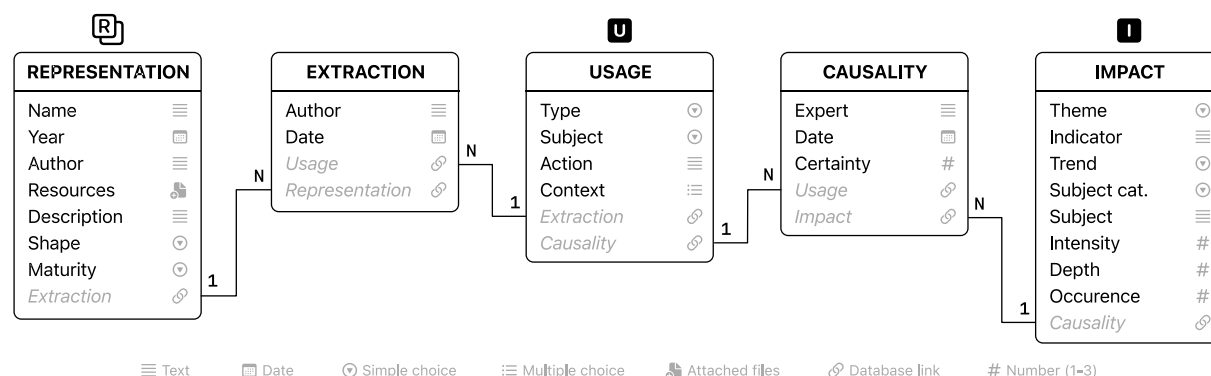 R
U
I
REPRESENTATION
Name
Year
Author
Resources
Description
Shape
Maturity
Extraction
1
N
EXTRACTION
Author
Date
Usage
Representation
N
1
USAGE
Type
Subject
Action
Context
Extraction
Causality
1
N
CAUSALITY
Expert
Date
Certainty #
Usage
Impact
N
1
IMPACT
Theme
Indicator
Trend
Subject cat.
Subject
Intensity #
Depth #
Occurence #
Causality
Text Date Simple choice Multiple choice Attached files Database link # Number (1-3)